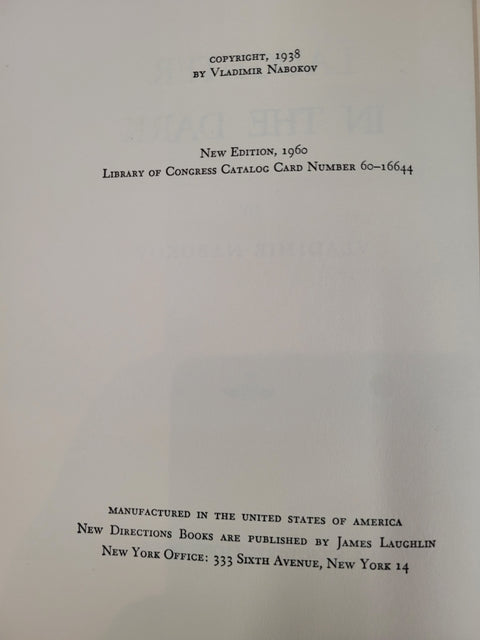 COPYRIGHT, 1938
BY VLADIMIR NABOKOV
NEW EDITION, 1960
LIBRARY OF CONGRESS CATALOG CARD NUMBER 60–16644
MANUFACTURED IN THE UNITED STATES OF AMERICA
NEW DIRECTIONS BOOKS ARE PUBLISHED BY JAMES LAUGHLIN
NEW YORK OFFICE: 333 SIXTH AVENUE, NEW YORK 14